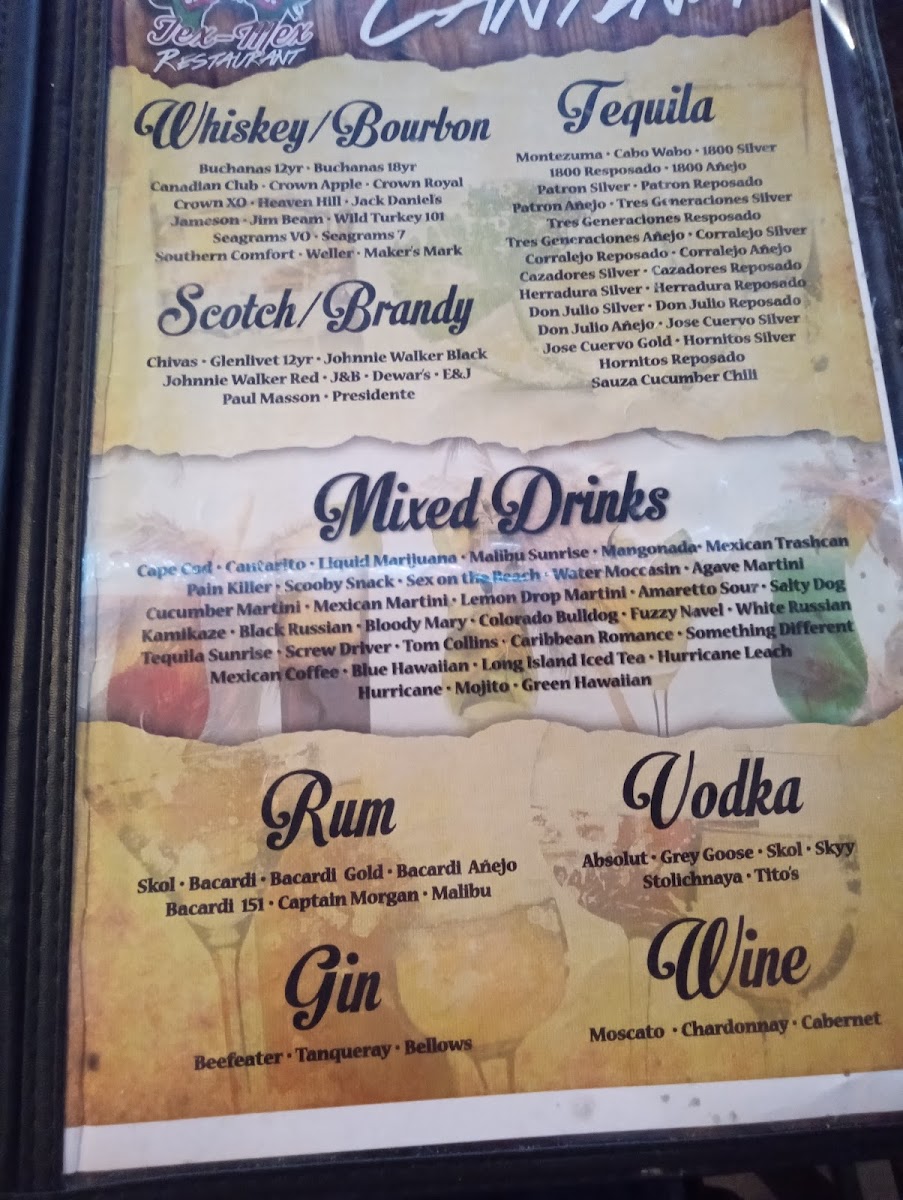 Tex-Mex
RESTAURANT
Whiskey/Bourbon
Buchanas 12yr · Buchanas 18yr
Canadian Club · Crown Apple · Crown Royal
Crown XO · Heaven Hill · Jack Daniel's
Jameson · Jim Beam · Wild Turkey 101
Seagrams VO · Seagrams 7
Southern Comfort · Weller · Maker's Mark
Scotch/Brandy
Chivas · Glenlivet 12yr · Johnnie Walker Black
Johnnie Walker Red · J&B · Dewar's · E&J
Paul Masson · Presidente
Tequila
Montezuma · Cabo Wabo · 1800 Silver
1800 Resposado · 1800 Añejo
Patron Silver · Patron Reposado
Patron Añejo · Tres Generaciones Silver
Tres Generaciones Resposado
Tres Generaciones Añejo · Corralejo Silver
Corralejo Reposado · Corralejo Añejo
Cazadores Silver · Cazadores Reposado
Herradura Silver · Herradura Reposado
Don Julio Silver · Don Julio Reposado
Don Julio Añejo · Jose Cuervo Silver
Jose Cuervo Gold · Hornitos Silver
Hornitos Reposado
Sauza Cucumber Chili
Mixed Drinks
Cape Cod · Cantarito · Liquid Marijuana · Malibu Sunrise · Mangonada · Mexican Trashcan
Pain Killer · Scooby Snack · Sex on the Beach · Water Moccasin · Agave Martini
Cucumber Martini · Mexican Martini · Lemon Drop Martini · Amaretto Sour · Salty Dog
Kamikaze · Black Russian · Bloody Mary · Colorado Bulldog · Fuzzy Navel · White Russian
Tequila Sunrise · Screw Driver · Tom Collins · Caribbean Romance · Something Different
Mexican Coffee · Blue Hawaiian · Long Island Iced Tea · Hurricane Leach
Hurricane · Mojito · Green Hawaiian
Rum
Skol · Bacardi · Bacardi Gold · Bacardi Añejo
Bacardi 151 · Captain Morgan · Malibu
Vodka
Absolut · Grey Goose · Skol · Skyy
Stolichnaya · Tito's
Gin
Beefeater · Tanqueray · Bellows
Wine
Moscato · Chardonnay · Cabernet